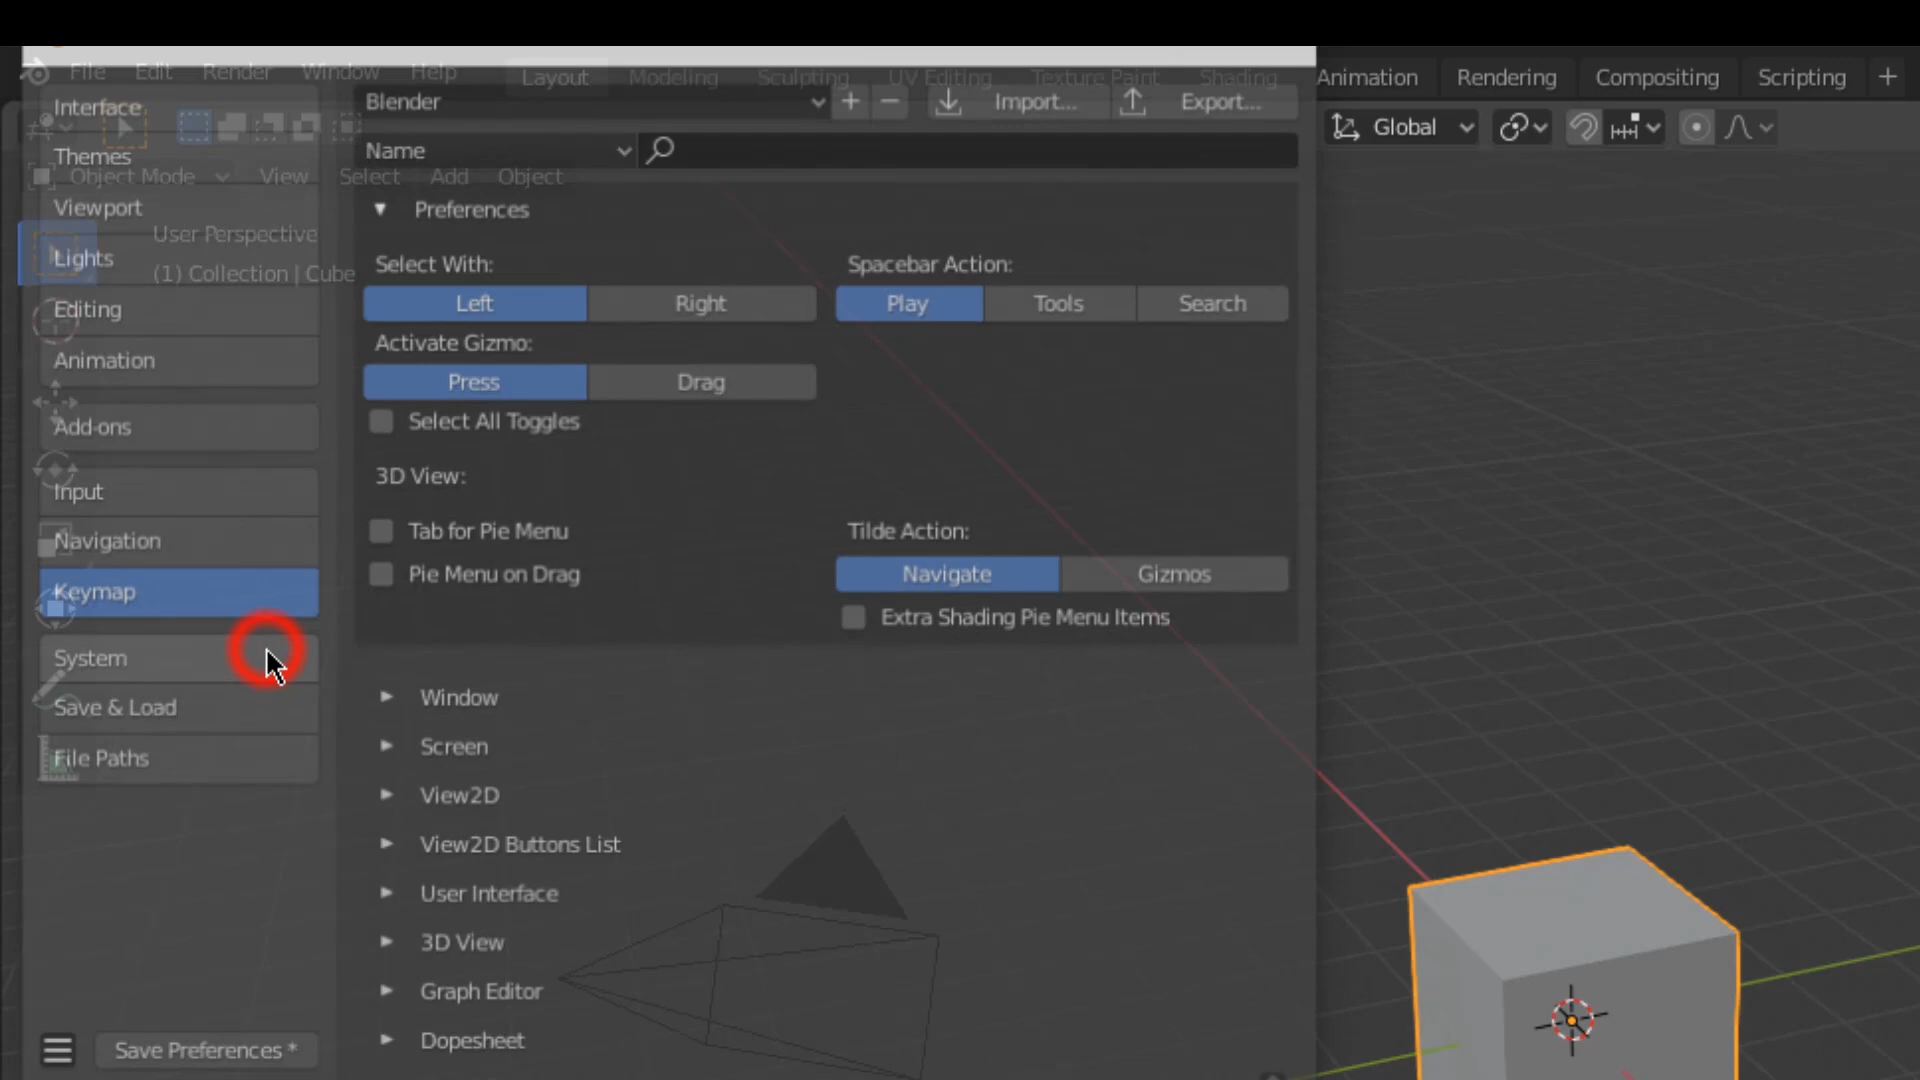 File Edit Render Window Help Layout Modeling Sculpting UV Editing Texture Paint Shading Animation Rendering Compositing Scripting +
Interface
Themes
Viewport
Lights
Editing
Animation
Add-ons
Input
Navigation
Keymap
System
Save & Load
File Paths
Save Preferences *
Object Mode View Select Add Object
User Perspective
(1) Collection | Cube
Blender + − Import... Export...
Name
Preferences
Select With:
Left Right
Spacebar Action:
Play Tools Search
Activate Gizmo:
Press Drag
Select All Toggles
3D View:
Tab for Pie Menu
Pie Menu on Drag
Tilde Action:
Navigate Gizmos
Extra Shading Pie Menu Items
Window
Screen
View2D
View2D Buttons List
User Interface
3D View
Graph Editor
Dopesheet
Global